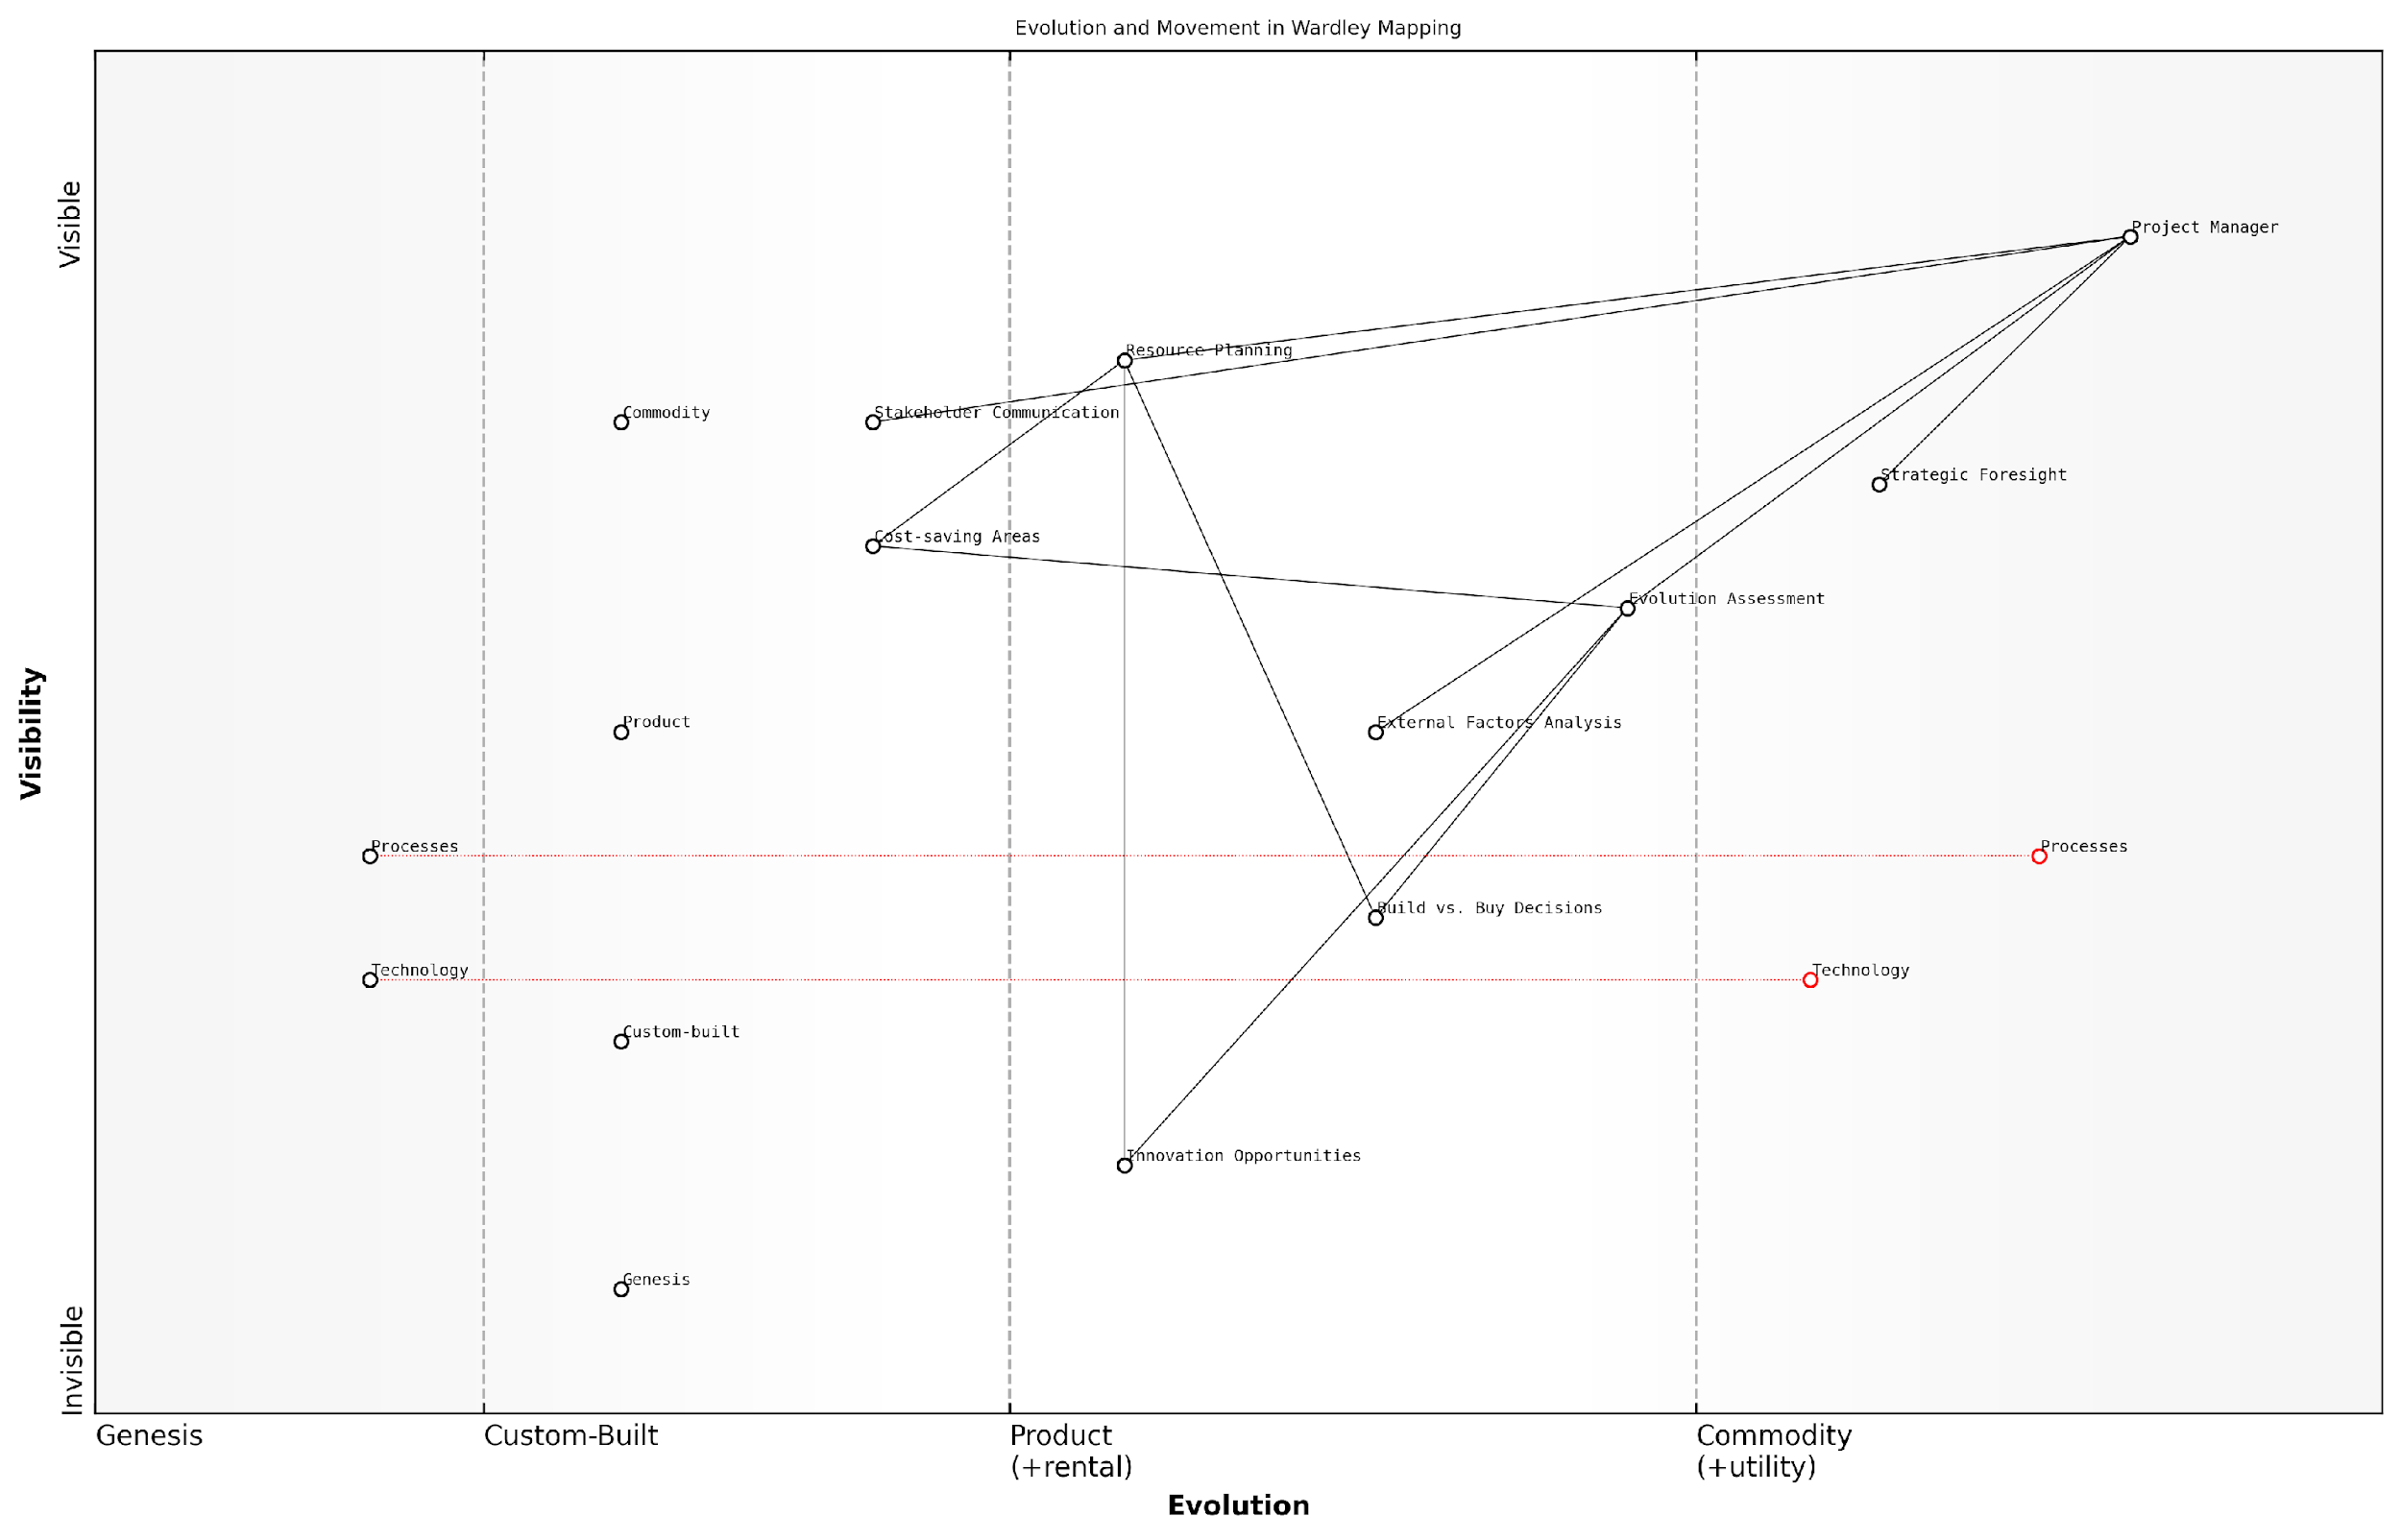 Evolution and Movement in Wardley Mapping
Visible
Visibility
Invisible
Project Manager
Resource Planning
Commodity
Stakeholder Communication
Strategic Foresight
Cost-saving Areas
Evolution Assessment
Product
External Factors Analysis
Processes
Processes
Build vs. Buy Decisions
Technology
Technology
Custom-built
Innovation Opportunities
Genesis
Genesis
Custom-Built
Product
(+rental)
Commodity
(+utility)
Evolution